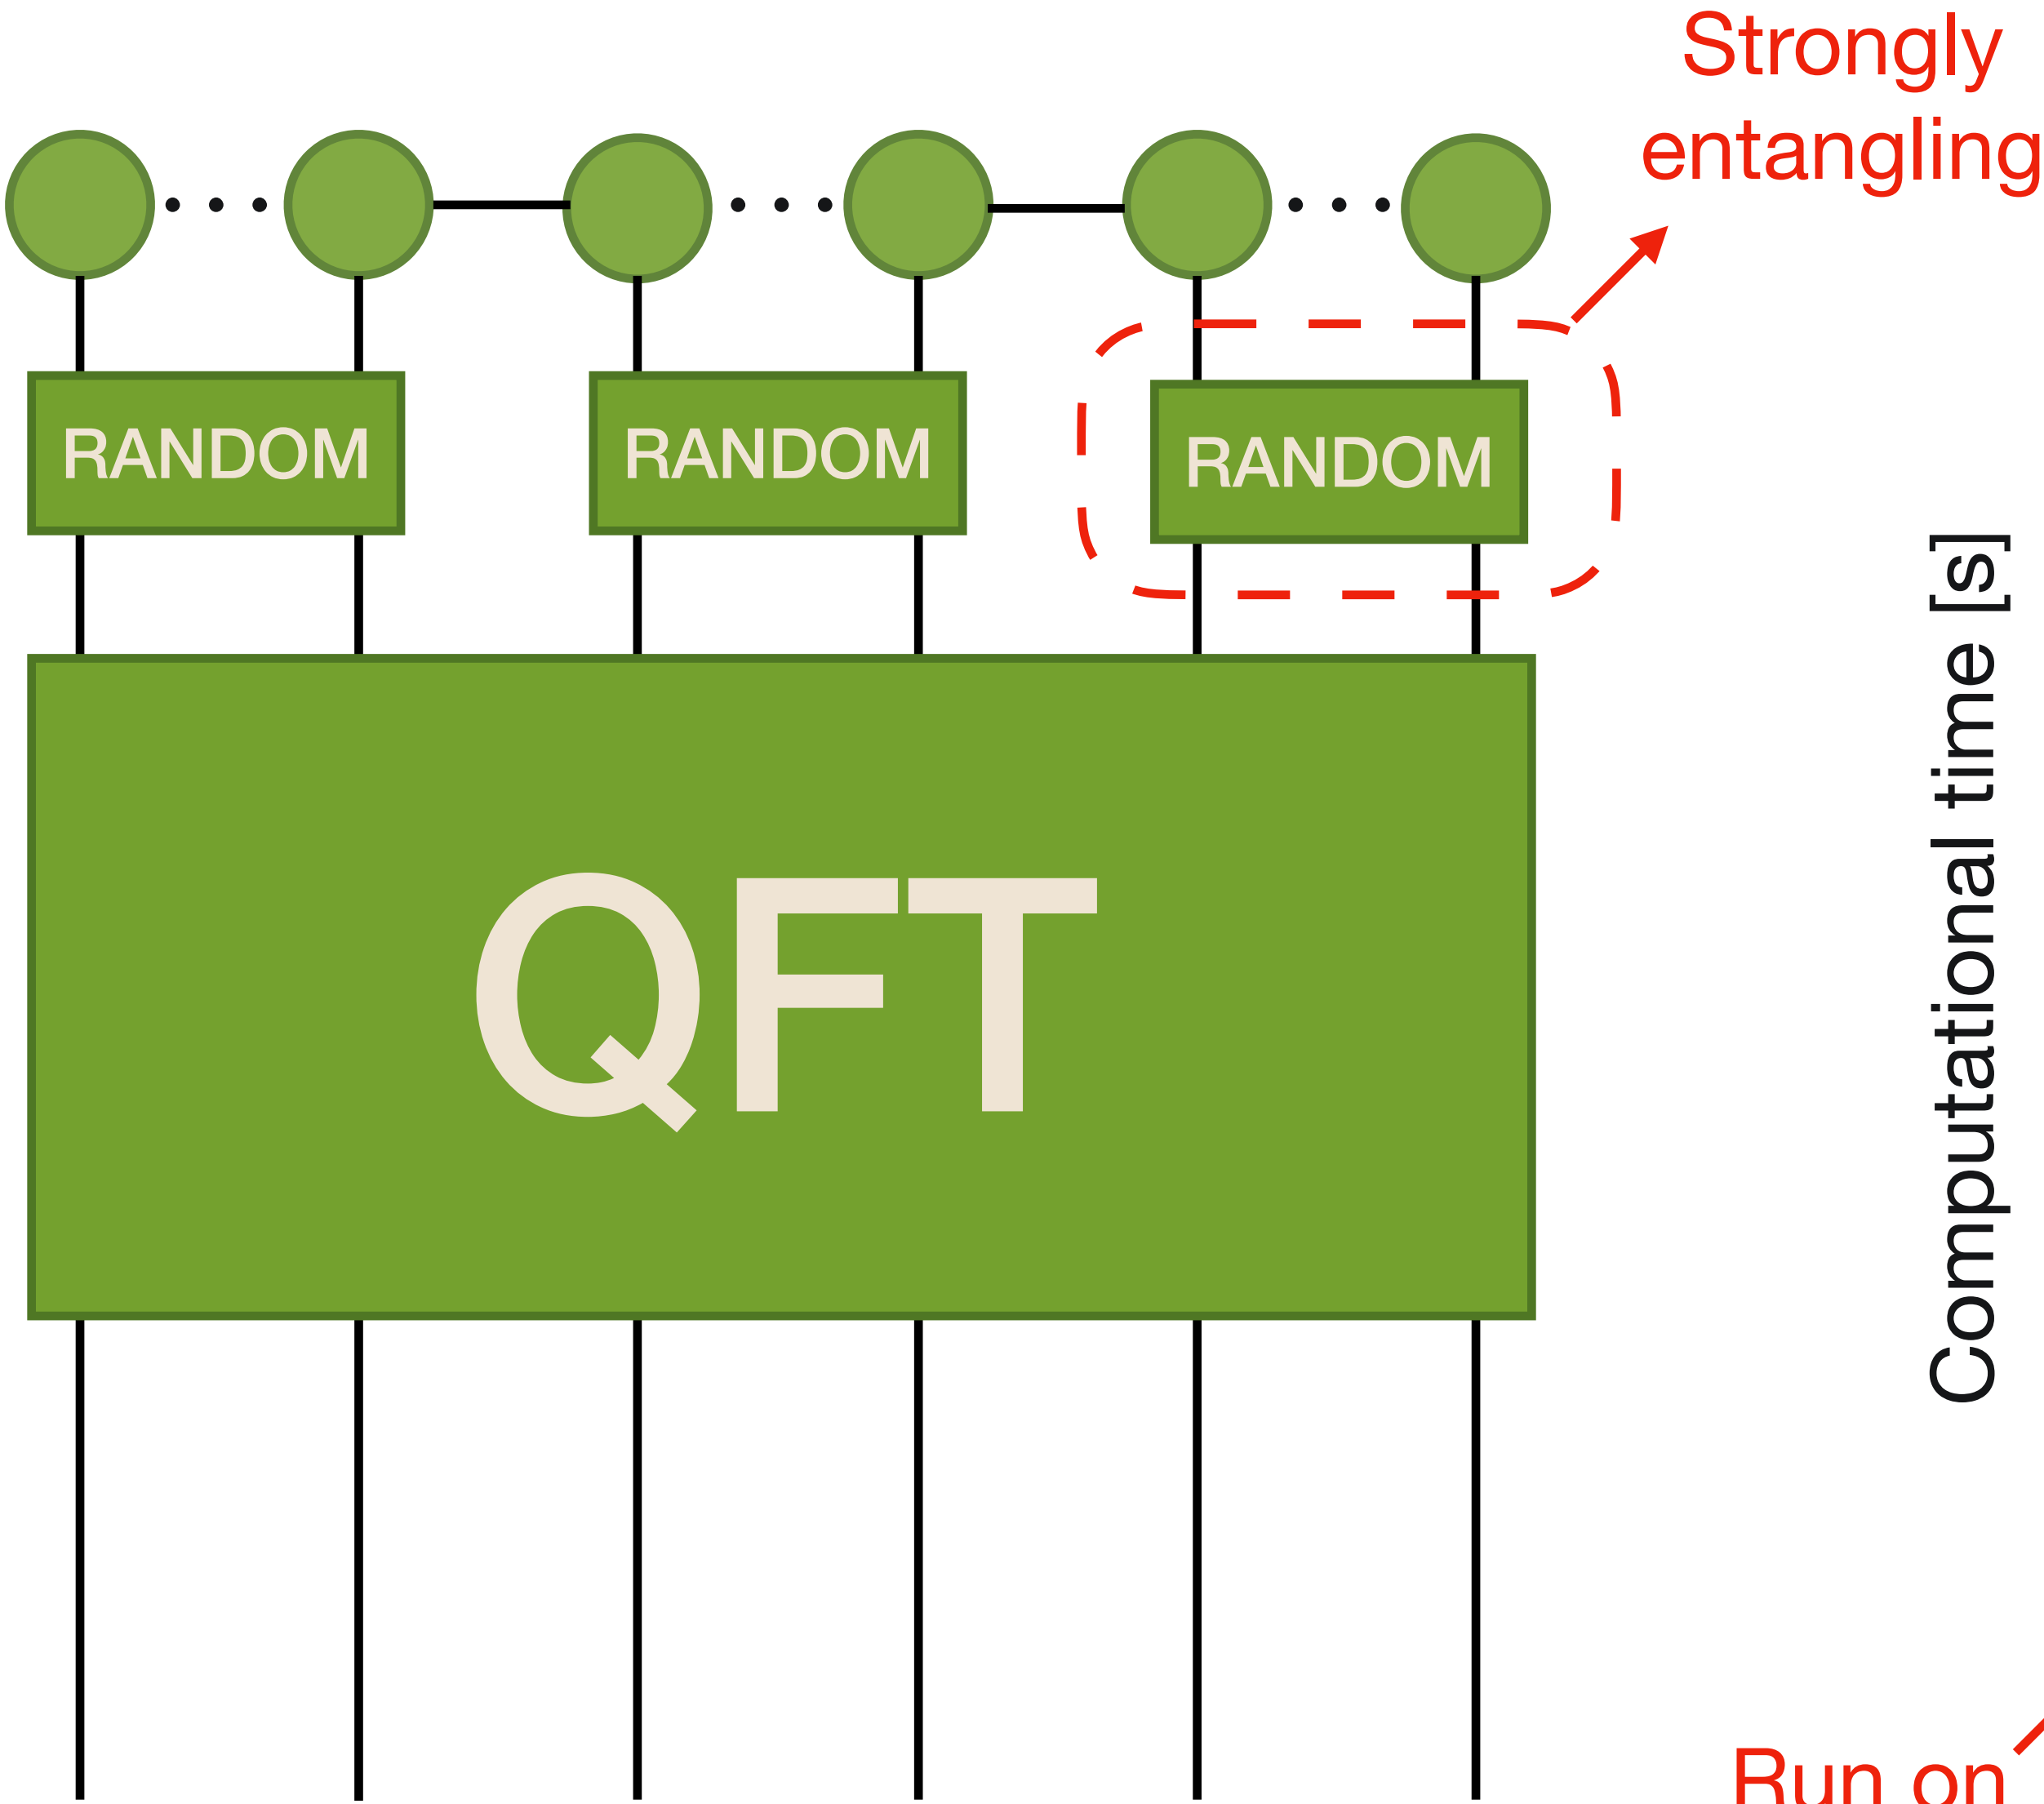 Strongly
entangling
RANDOM
RANDOM
RANDOM
QFT
Computational time [s]
Run on